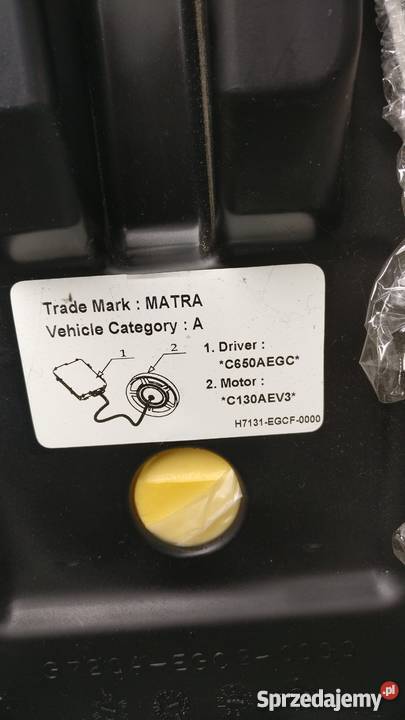 Trade Mark : MATRA
Vehicle Category : A
1
2
1. Driver :
*C650AEGC*
2. Motor :
*C130AEV3*
H7131-EGCF-0000
Sprzedajemy.pl